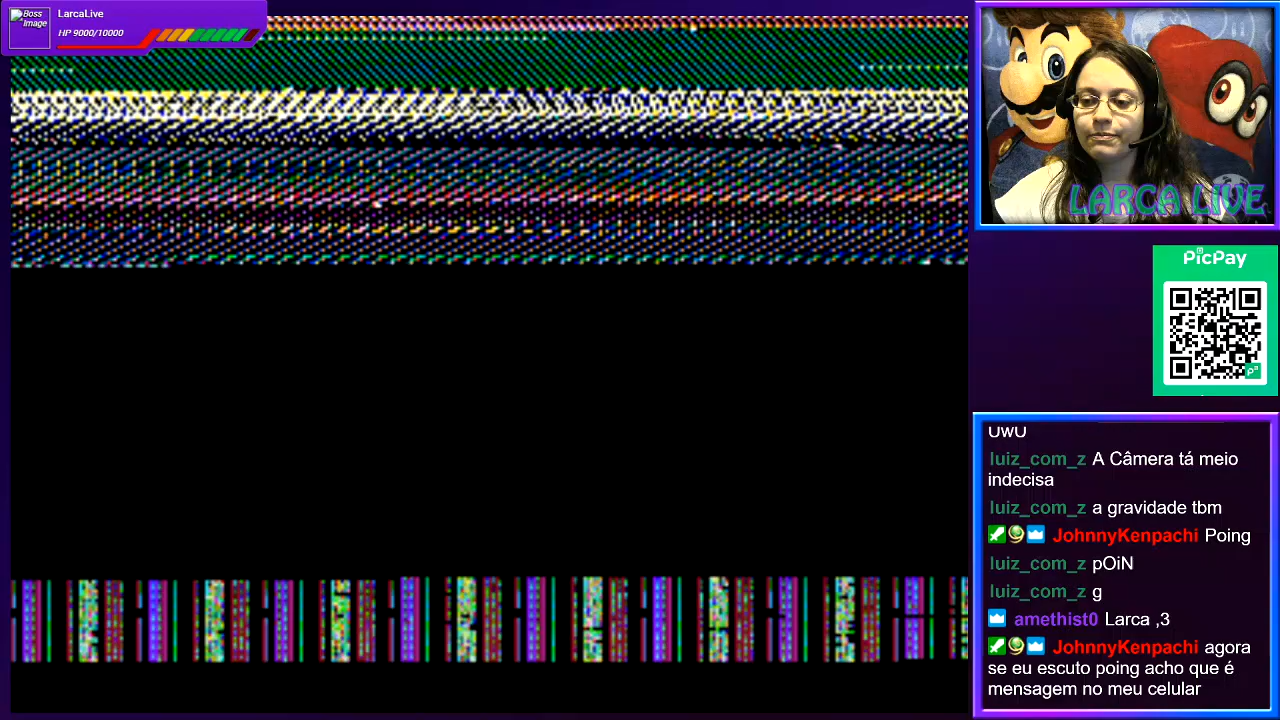 Boss
Image
LarcaLive
HP 9000/10000
LARCA LIVE
PicPay
UwU
luiz_com_z A Câmera tá meio
indecisa
luiz_com_z a gravidade tbm
JohnnyKenpachi Poing
luiz_com_z pOiN
luiz_com_z g
amethist0 Larca ,3
JohnnyKenpachi agora
se eu escuto poing acho que é
mensagem no meu celular